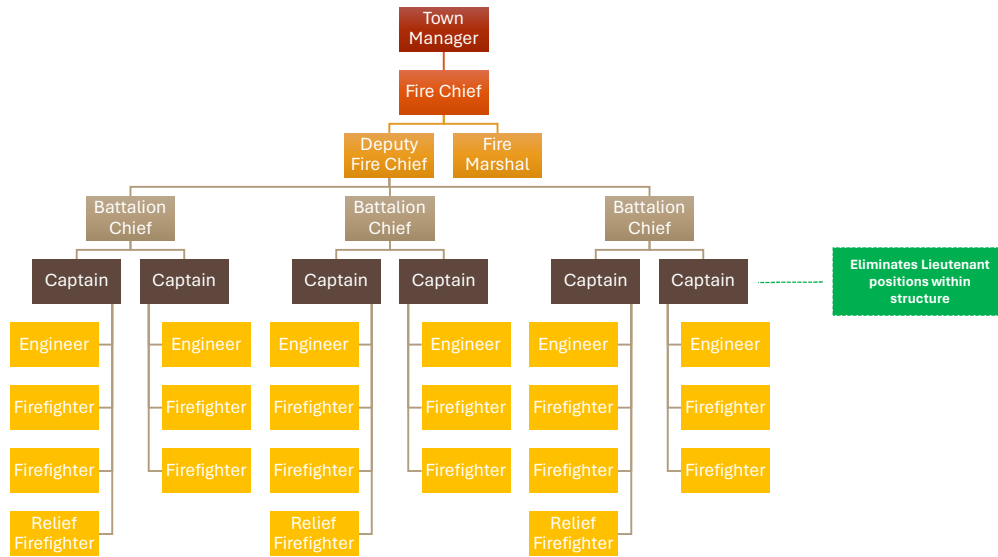 Town
Manager
Fire Chief
Deputy
Fire Chief
Fire
Marshal
Battalion
Chief
Battalion
Chief
Battalion
Chief
Captain
Captain
Captain
Captain
Captain
Captain
Eliminates Lieutenant
positions within
structure
Engineer
Engineer
Engineer
Engineer
Engineer
Engineer
Firefighter
Firefighter
Firefighter
Firefighter
Firefighter
Firefighter
Firefighter
Firefighter
Firefighter
Firefighter
Firefighter
Firefighter
Relief
Firefighter
Relief
Firefighter
Relief
Firefighter